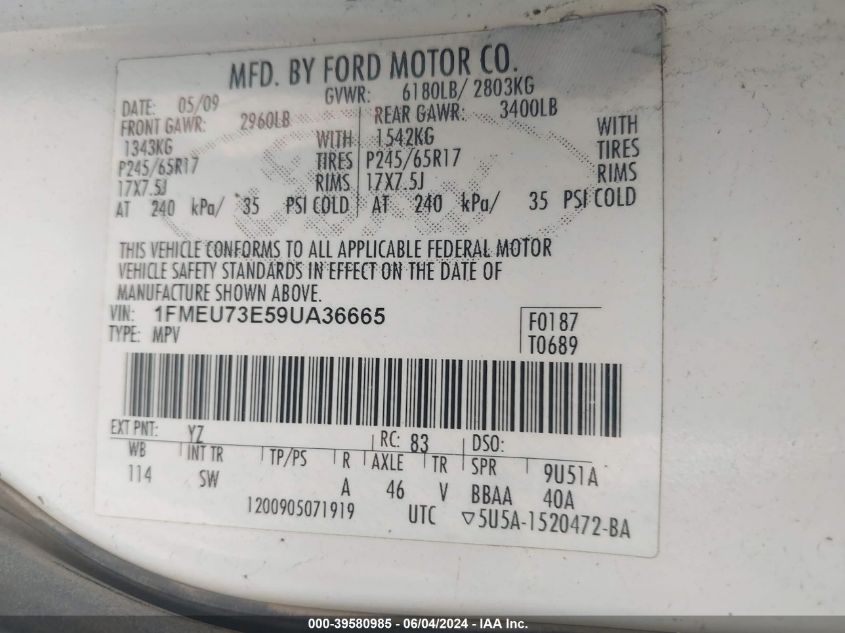 MFD. BY FORD MOTOR CO.
DATE: 05/09 GVWR: 6180LB/ 2803KG
FRONT GAWR: 2960LB REAR GAWR: 3400LB
1343KG WITH 1542KG WITH
P245/65R17 TIRES P245/65R17 TIRES
17X7.5J RIMS 17X7.5J RIMS
AT 240 kPa/ 35 PSI COLD AT 240 kPa/ 35 PSI COLD
THIS VEHICLE CONFORMS TO ALL APPLICABLE FEDERAL MOTOR
VEHICLE SAFETY STANDARDS IN EFFECT ON THE DATE OF
MANUFACTURE SHOWN ABOVE.
VIN: 1FMEU73E59UA36665 F0187
TYPE: MPV T0689
EXT PNT: YZ RC: 83 DSO:
WB INT TR TP/PS R AXLE TR SPR 9U51A
114 SW A 46 V BBAA 40A
1200905071919 UTC ▽5U5A-1520472-BA
000-39580985 - 06/04/2024 - IAA Inc.